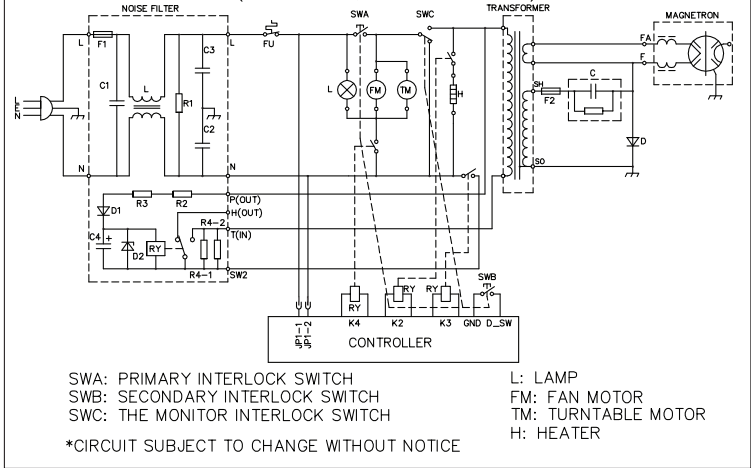 NOISE FILTER
SWA
SWC
TRANSFORMER
MAGNETRON
L
F1
L
FU
FA
F
C3
C1
L
R1
C2
L
FM
TM
H
SH
F2
C
D
SO
L
E
N
N
N
R3
R2
P(OUT)
H(OUT)
D1
R4-2
T(IN)
C4
+
D2
RY
R4-1
SW2
SWB
RY
RY
RY
JP1-1
JP1-2
K4
K2
K3
GND
D_SW
CONTROLLER
SWA: PRIMARY INTERLOCK SWITCH
SWB: SECONDARY INTERLOCK SWITCH
SWC: THE MONITOR INTERLOCK SWITCH
L: LAMP
FM: FAN MOTOR
TM: TURNTABLE MOTOR
H: HEATER
*CIRCUIT SUBJECT TO CHANGE WITHOUT NOTICE